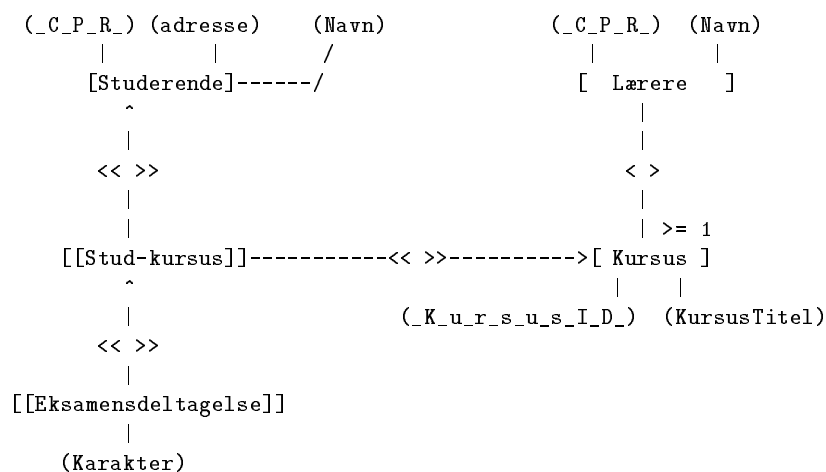 (_C_P_R_) (adresse) (Navn) (_C_P_R_) (Navn)
| | / | |
[Studerende]------/ [ Lærere ]
^ |
| |
<< >> < >
| |
| | >= 1
[[Stud-kursus]]-----------<< >>---------->[ Kursus ]
^ | |
| (_K_u_r_s_u_s_I_D_) (KursusTitel)
<< >>
|
[[Eksamensdeltagelse]]
|
(Karakter)